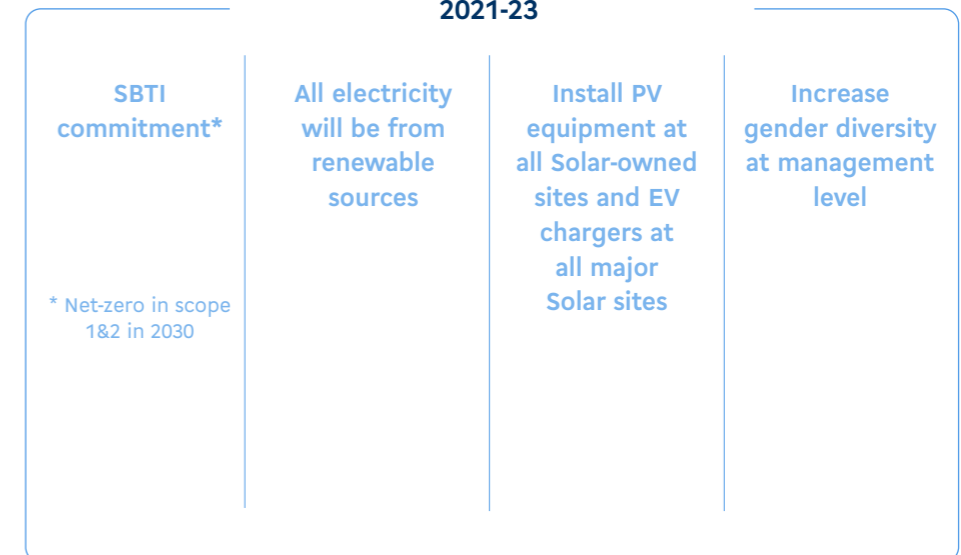 2021-23
SBTI
commitment*
* Net-zero in scope
1&2 in 2030
All electricity
will be from
renewable
sources
Install PV
equipment at
all Solar-owned
sites and EV
chargers at
all major
Solar sites
Increase
gender diversity
at management
level